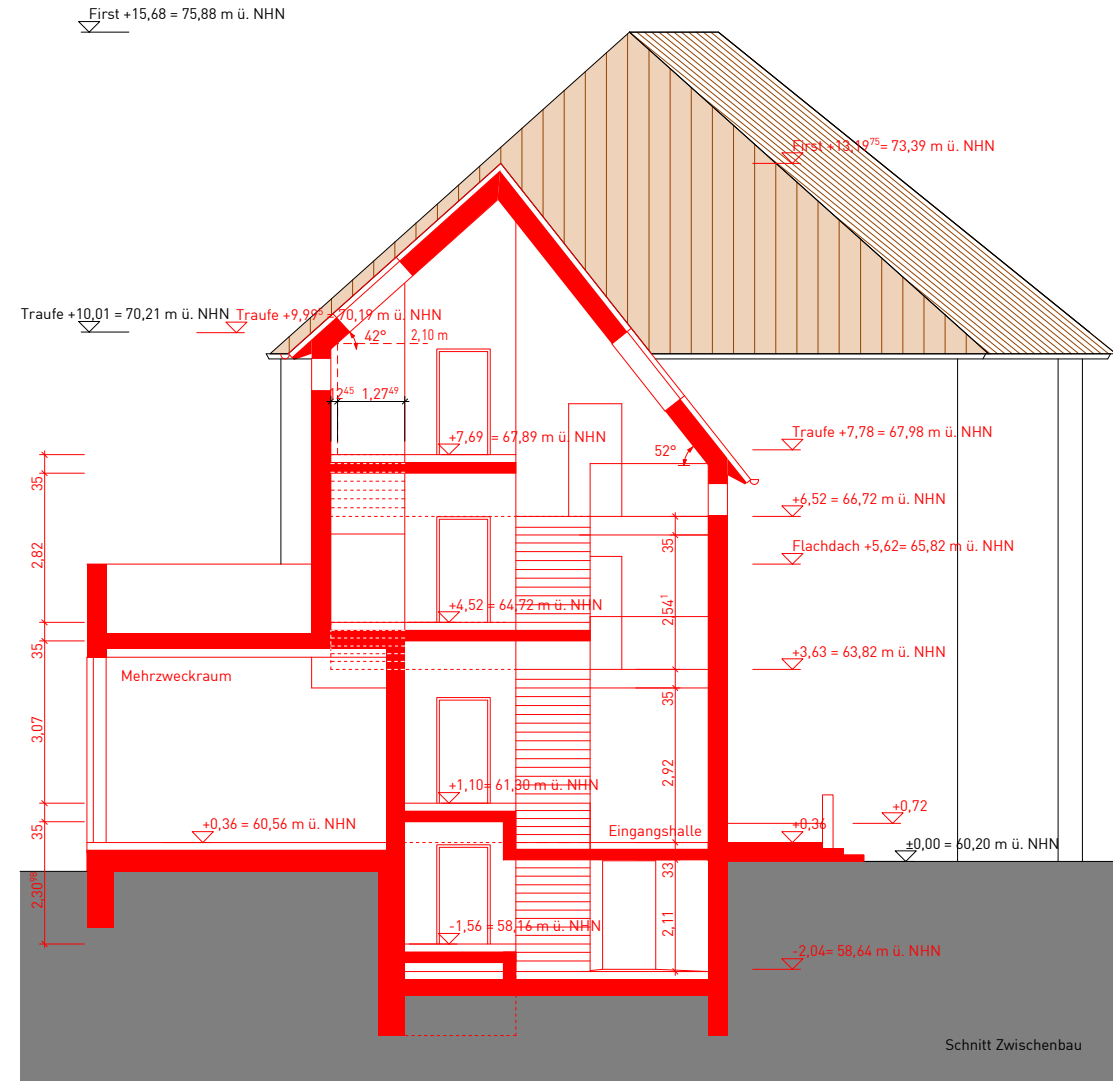 First +15,68 = 75,88 m ü. NHN
First +13,19⁷⁵= 73,39 m ü. NHN
Traufe +10,01 = 70,21 m ü. NHN
Traufe +9,99⁵ = 70,19 m ü. NHN
42°
2,10 m
12⁴⁵ 1,27⁴⁹
+7,69 = 67,89 m ü. NHN
Traufe +7,78 = 67,98 m ü. NHN
52°
35
+6,52 = 66,72 m ü. NHN
35
Flachdach +5,62= 65,82 m ü. NHN
2,82
2,54¹
+4,52 = 64,72 m ü. NHN
35
+3,63 = 63,82 m ü. NHN
Mehrzweckraum
35
3,07
2,92
+1,10= 61,30 m ü. NHN
+0,72
35
+0,36 = 60,56 m ü. NHN
Eingangshalle
+0,36
±0,00 = 60,20 m ü. NHN
33
2,30⁹⁸
2,11
-1,56 = 58,16 m ü. NHN
-2,04= 58,64 m ü. NHN
Schnitt Zwischenbau